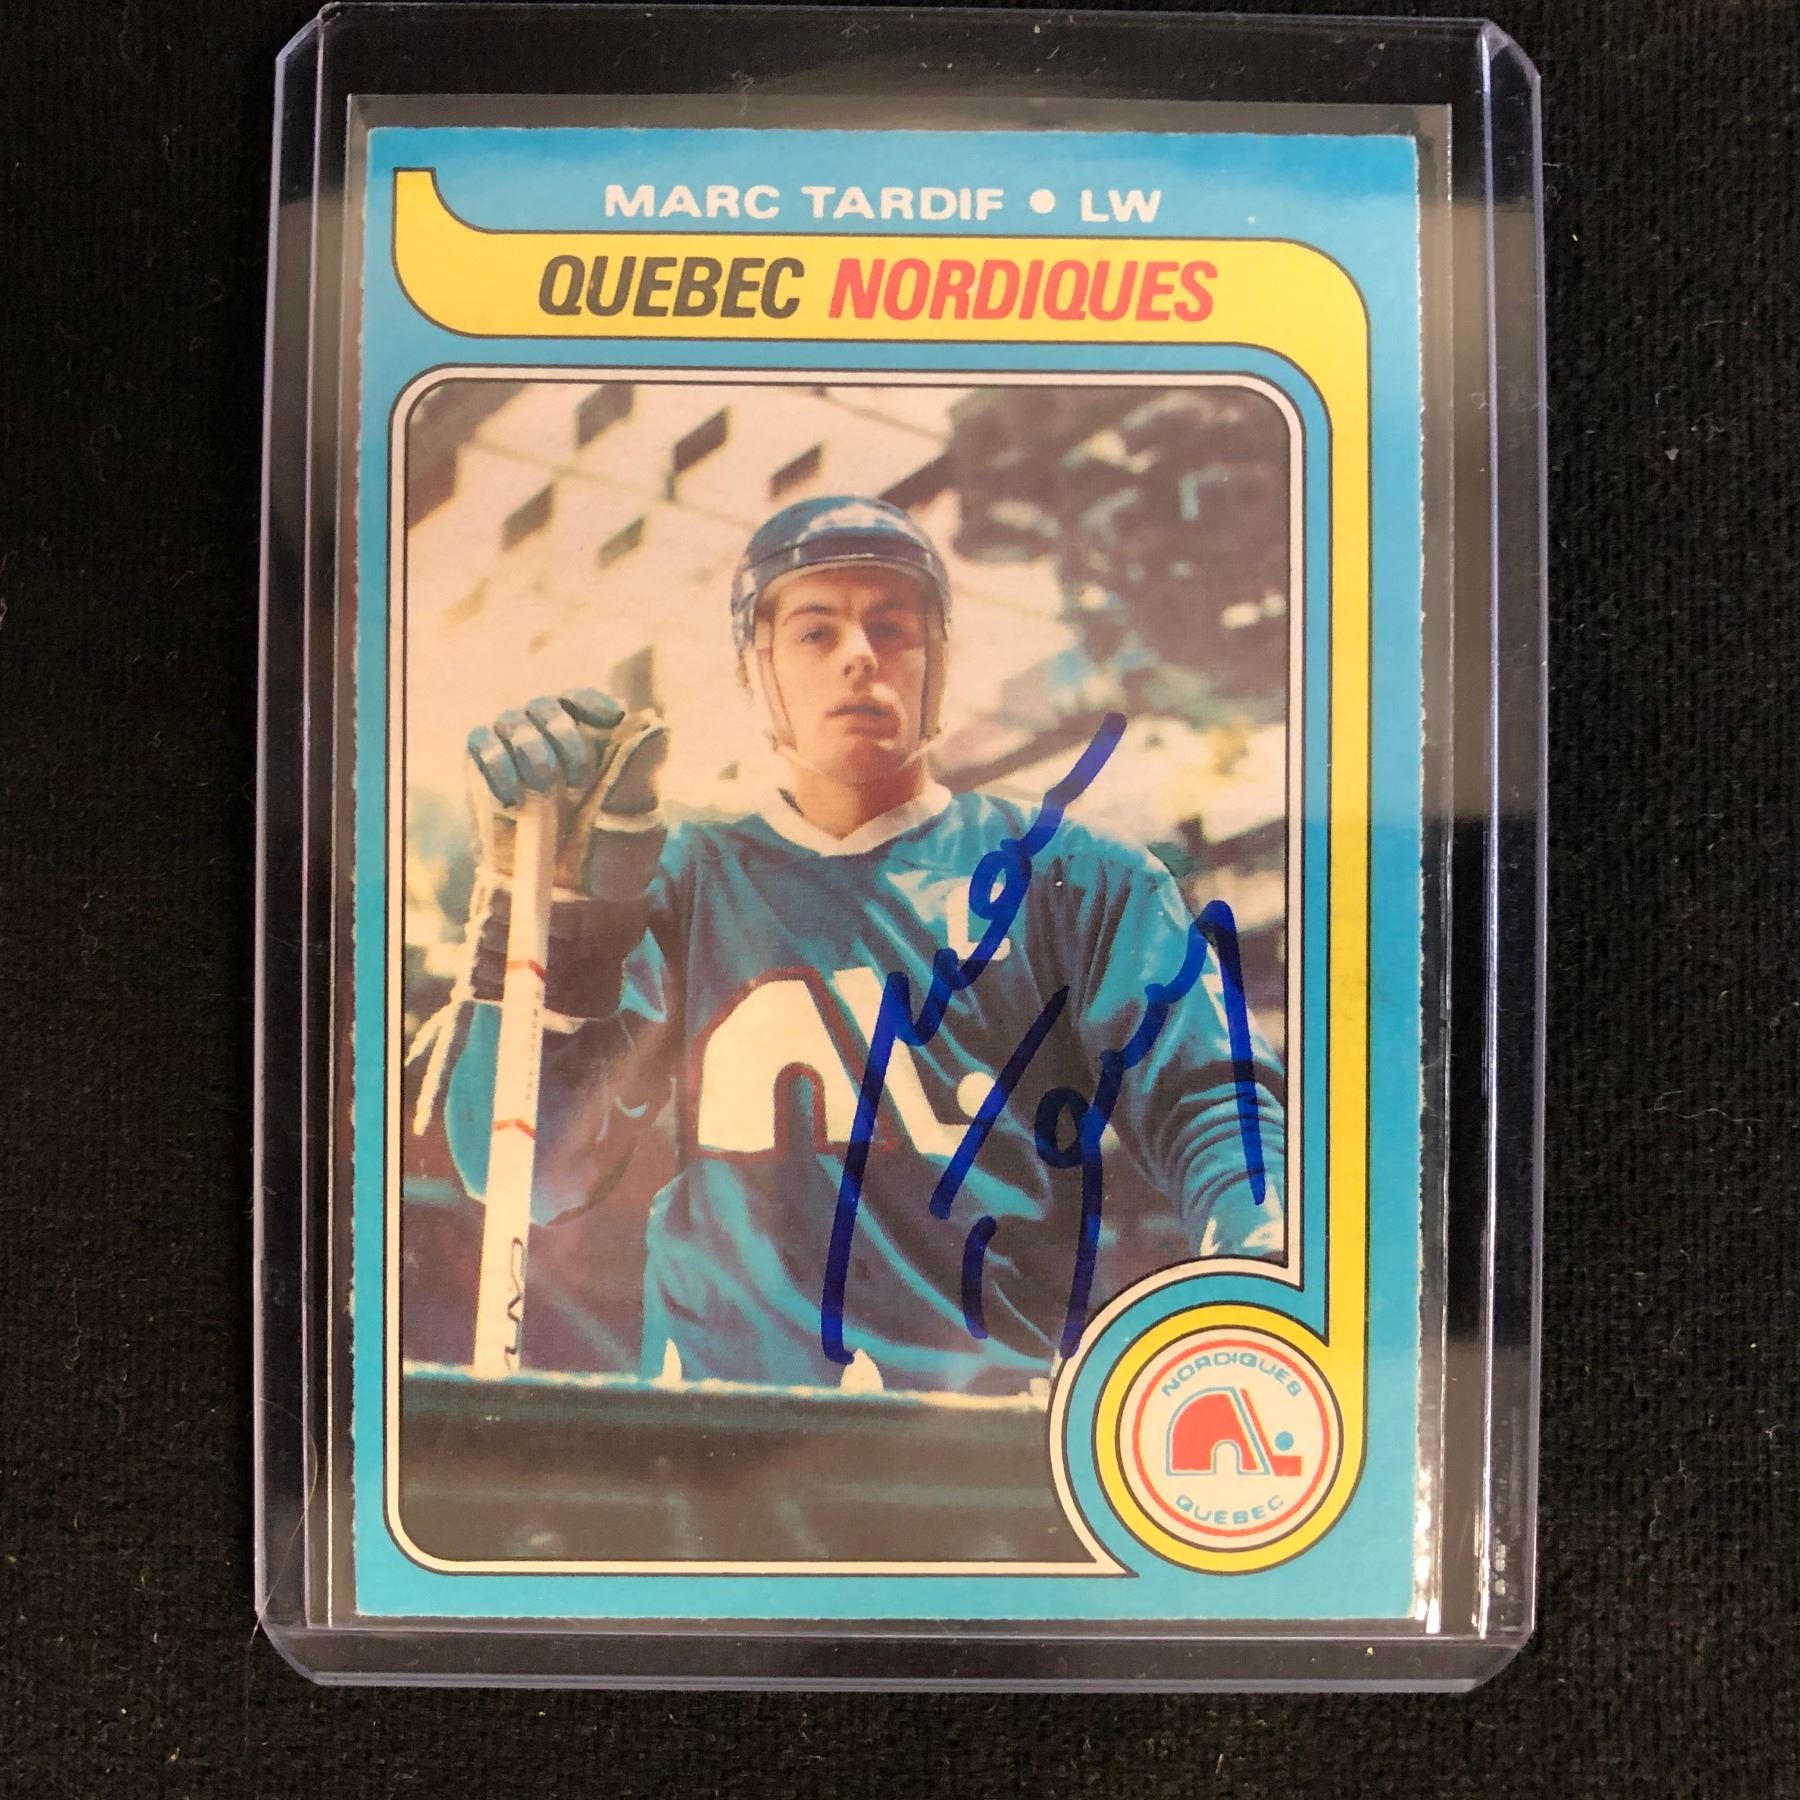 MARC TARDIF • LW
QUEBEC NORDIQUES
NORDIQUES
QUEBEC